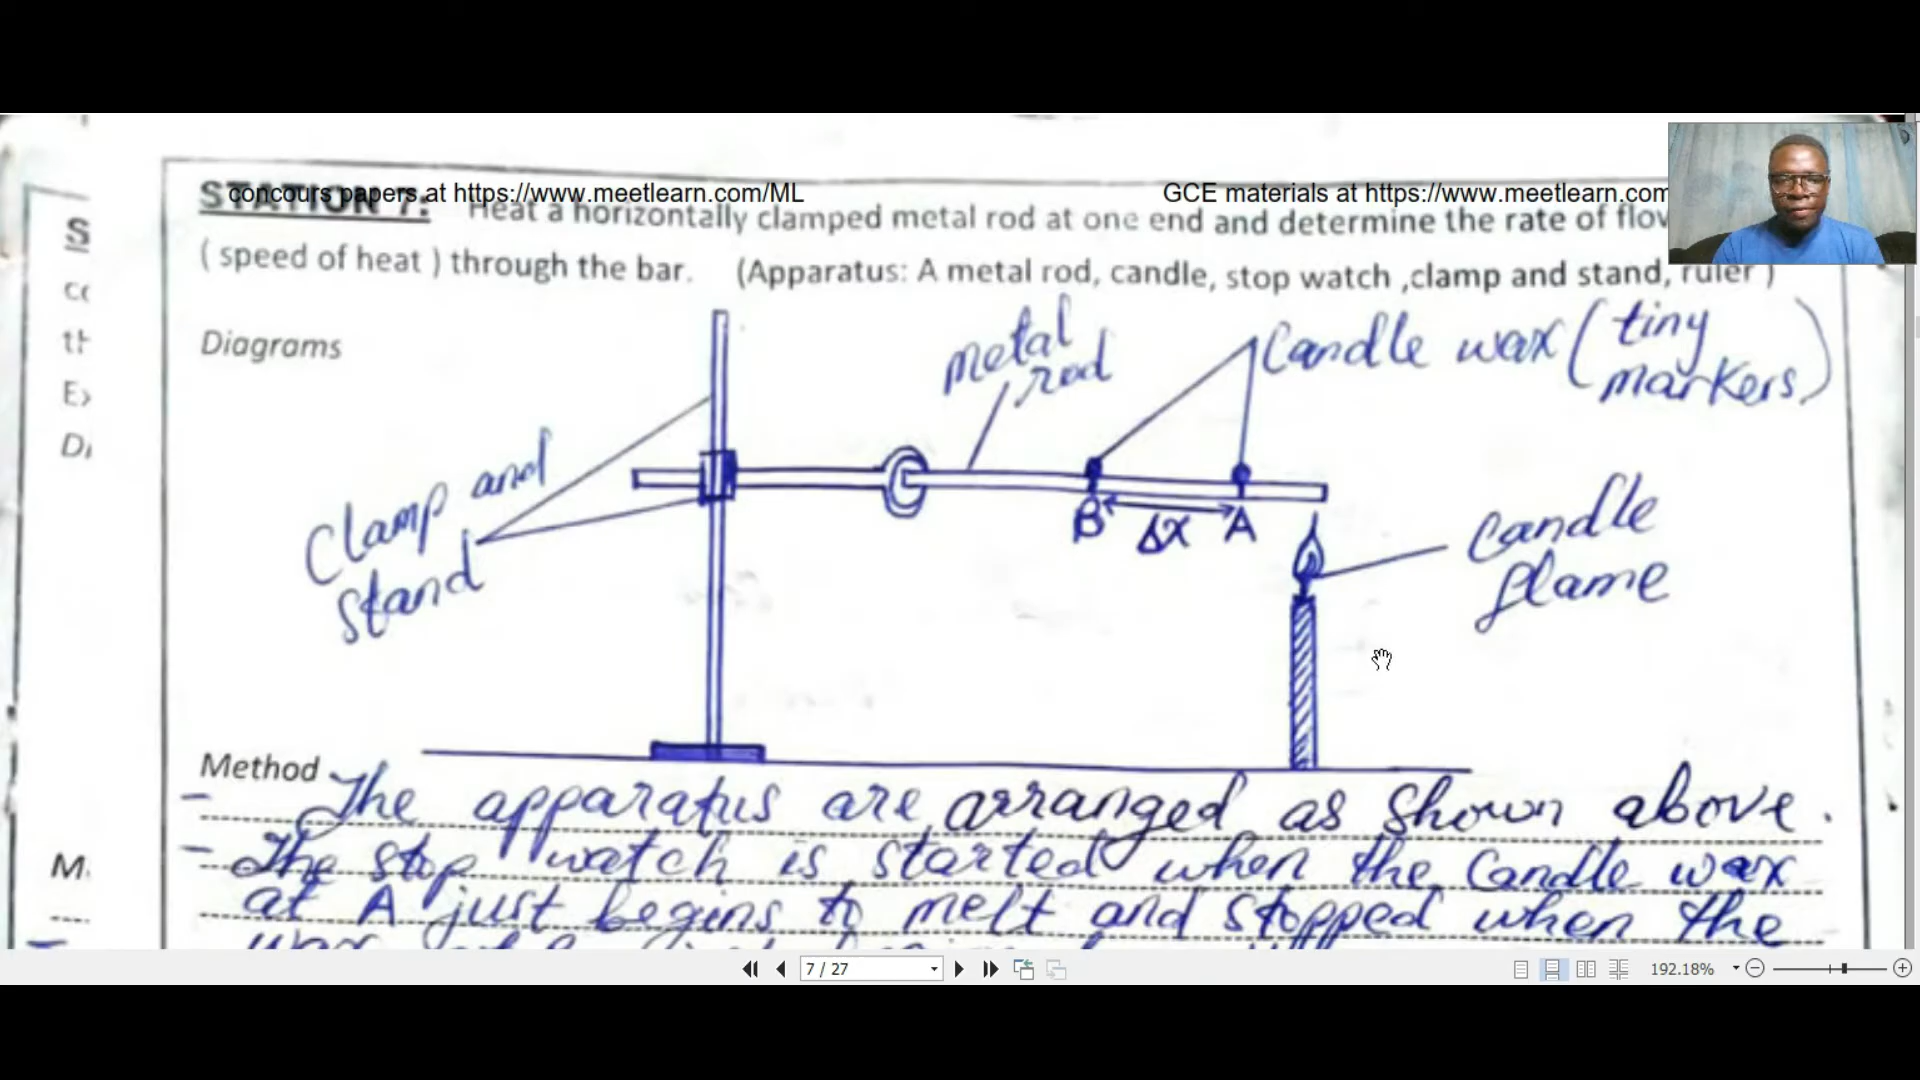 concours papers at https://www.meetlearn.com/ML
GCE materials at https://www.meetlearn.com
STATION 7: Heat a horizontally clamped metal rod at one end and determine the rate of flow
( speed of heat ) through the bar. (Apparatus: A metal rod, candle, stop watch ,clamp and stand, ruler )
Diagrams
metal
rod
Candle wax (tiny
markers)
Clamp and
stand
B Δx A
Candle
flame
Method
- The apparatus are arranged as shown above.
- The stop watch is started when the candle wax
at A just begins to melt and stopped when the
S
co
th
Ex
M
7 / 27
192.18%